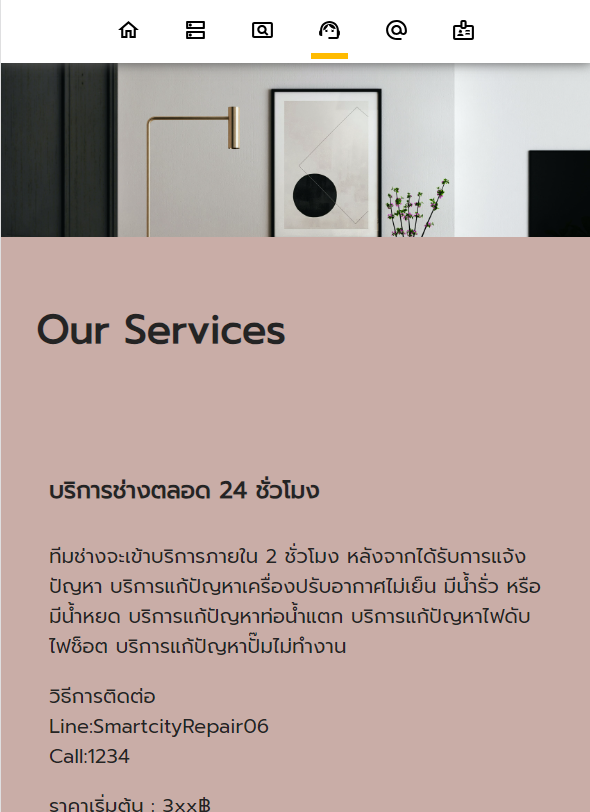 Our Services
บริการช่างตลอด 24 ชั่วโมง
ทีมช่างจะเข้าบริการภายใน 2 ชั่วโมง หลังจากได้รับการแจ้ง
ปัญหา บริการแก้ปัญหาเครื่องปรับอากาศไม่เย็น มีน้ำรั่ว หรือ
มีน้ำหยด บริการแก้ปัญหาท่อน้ำแตก บริการแก้ปัญหาไฟดับ
ไฟช็อต บริการแก้ปัญหาปั๊มไม่ทำงาน
วิธีการติดต่อ
Line:SmartcityRepair06
Call:1234
ราคาเริ่มต้น : 3xx฿